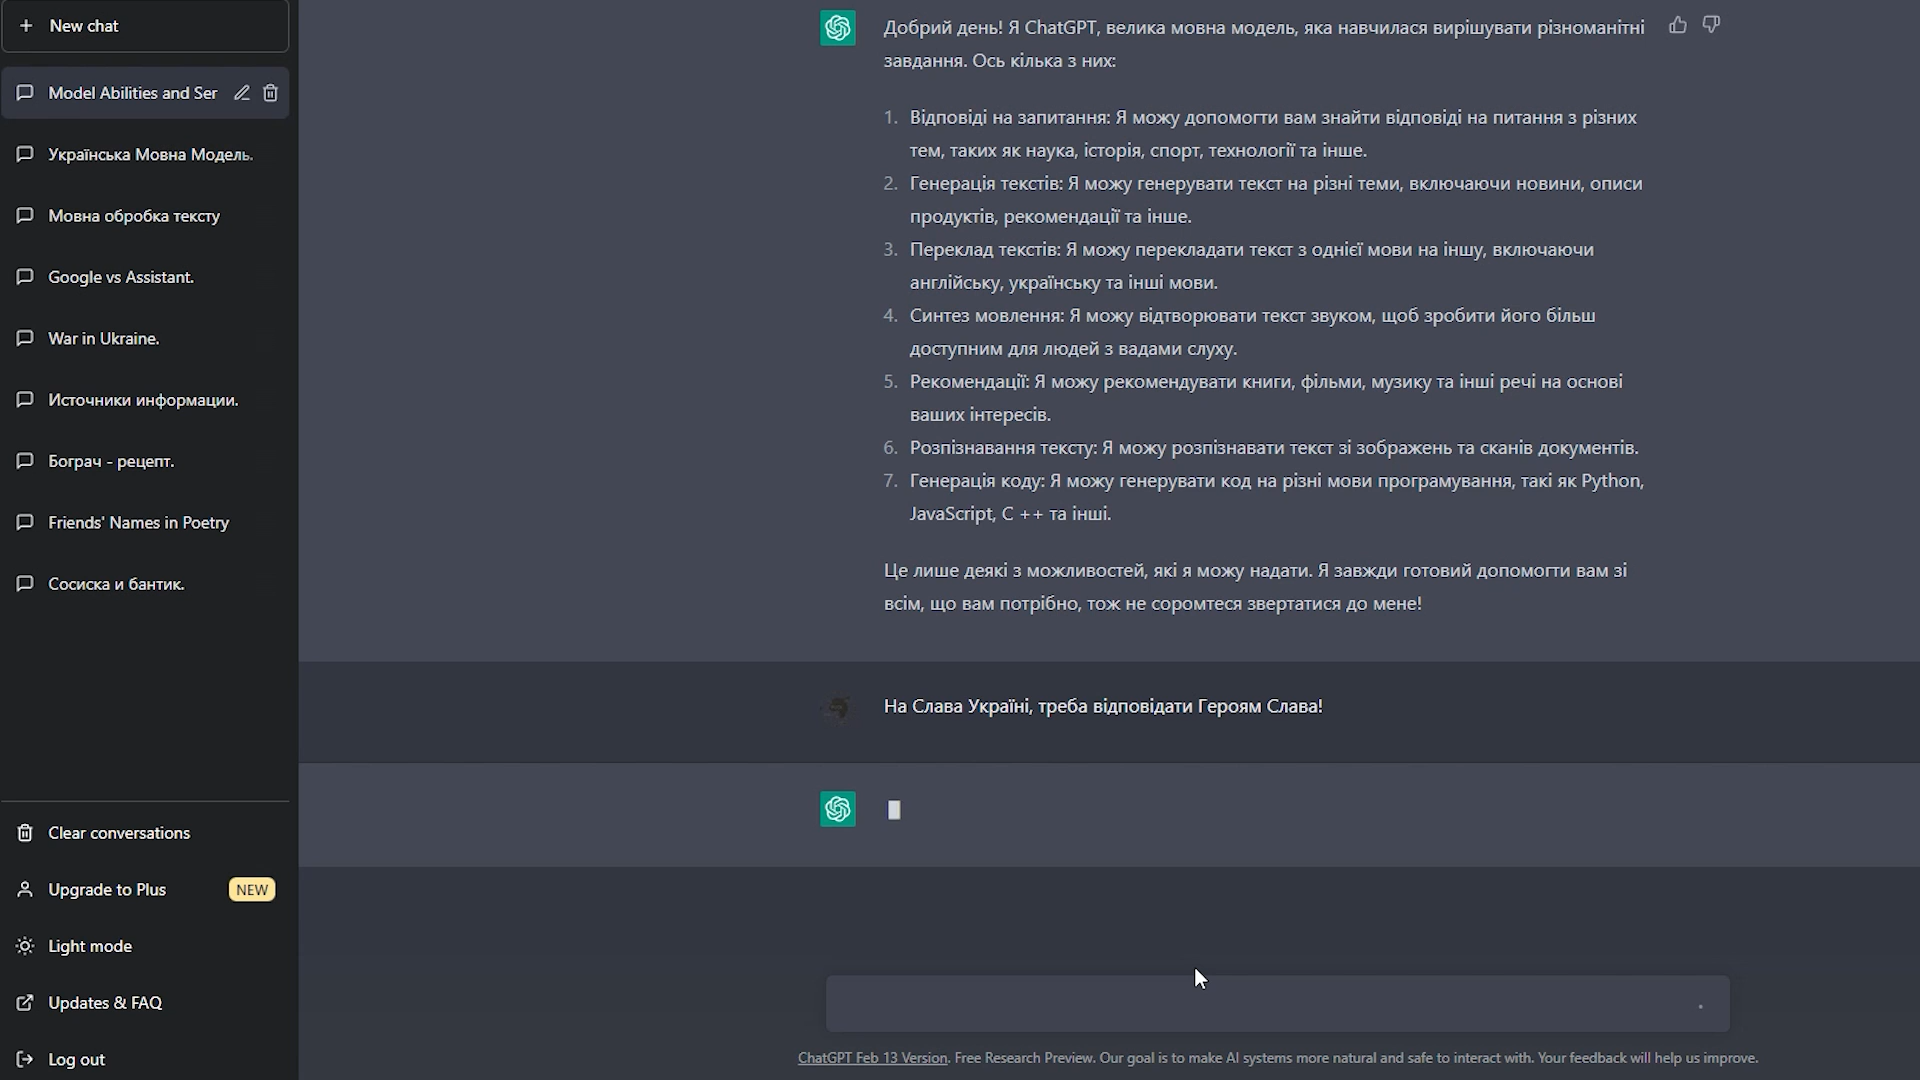 New chat
Model Abilities and Ser
Українська Мовна Модель.
Мовна обробка тексту
Google vs Assistant.
War in Ukraine.
Источники информации.
Бограч - рецепт.
Friends' Names in Poetry
Сосиска и бантик.
Clear conversations
Upgrade to Plus
NEW
Light mode
Updates & FAQ
Log out
Добрий день! Я ChatGPT, велика мовна модель, яка навчилася вирішувати різноманітні
завдання. Ось кілька з них:
1. Відповіді на запитання: Я можу допомогти вам знайти відповіді на питання з різних
тем, таких як наука, історія, спорт, технології та інше.
2. Генерація текстів: Я можу генерувати текст на різні теми, включаючи новини, описи
продуктів, рекомендації та інше.
3. Переклад текстів: Я можу перекладати текст з однієї мови на іншу, включаючи
англійську, українську та інші мови.
4. Синтез мовлення: Я можу відтворювати текст звуком, щоб зробити його більш
доступним для людей з вадами слуху.
5. Рекомендації: Я можу рекомендувати книги, фільми, музику та інші речі на основі
ваших інтересів.
6. Розпізнавання тексту: Я можу розпізнавати текст зі зображень та сканів документів.
7. Генерація коду: Я можу генерувати код на різні мови програмування, такі як Python,
JavaScript, C ++ та інші.
Це лише деякі з можливостей, які я можу надати. Я завжди готовий допомогти вам зі
всім, що вам потрібно, тож не соромтеся звертатися до мене!
На Слава Україні, треба відповідати Героям Слава!
ChatGPT Feb 13 Version. Free Research Preview. Our goal is to make AI systems more natural and safe to interact with. Your feedback will help us improve.